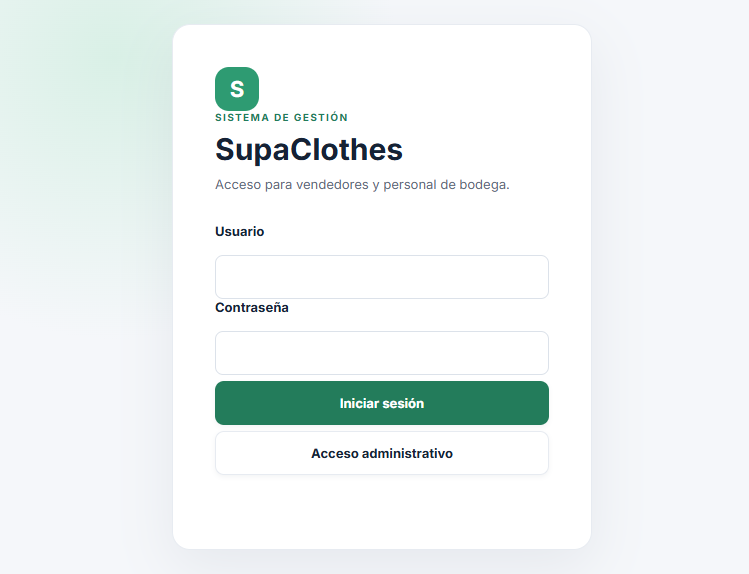 S
SISTEMA DE GESTIÓN
SupaClothes
Acceso para vendedores y personal de bodega.
Usuario
Contraseña
Iniciar sesión
Acceso administrativo